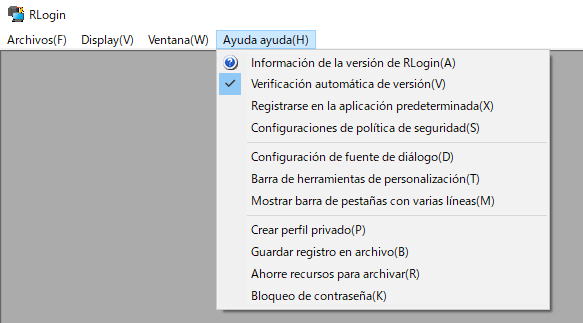 RLogin
Archivos(F) Display(V) Ventana(W) Ayuda ayuda(H)
Información de la versión de RLogin(A)
Verificación automática de versión(V)
Registrarse en la aplicación predeterminada(X)
Configuraciones de política de seguridad(S)
Configuración de fuente de diálogo(D)
Barra de herramientas de personalización(T)
Mostrar barra de pestañas con varias líneas(M)
Crear perfil privado(P)
Guardar registro en archivo(B)
Ahorre recursos para archivar(R)
Bloqueo de contraseña(K)